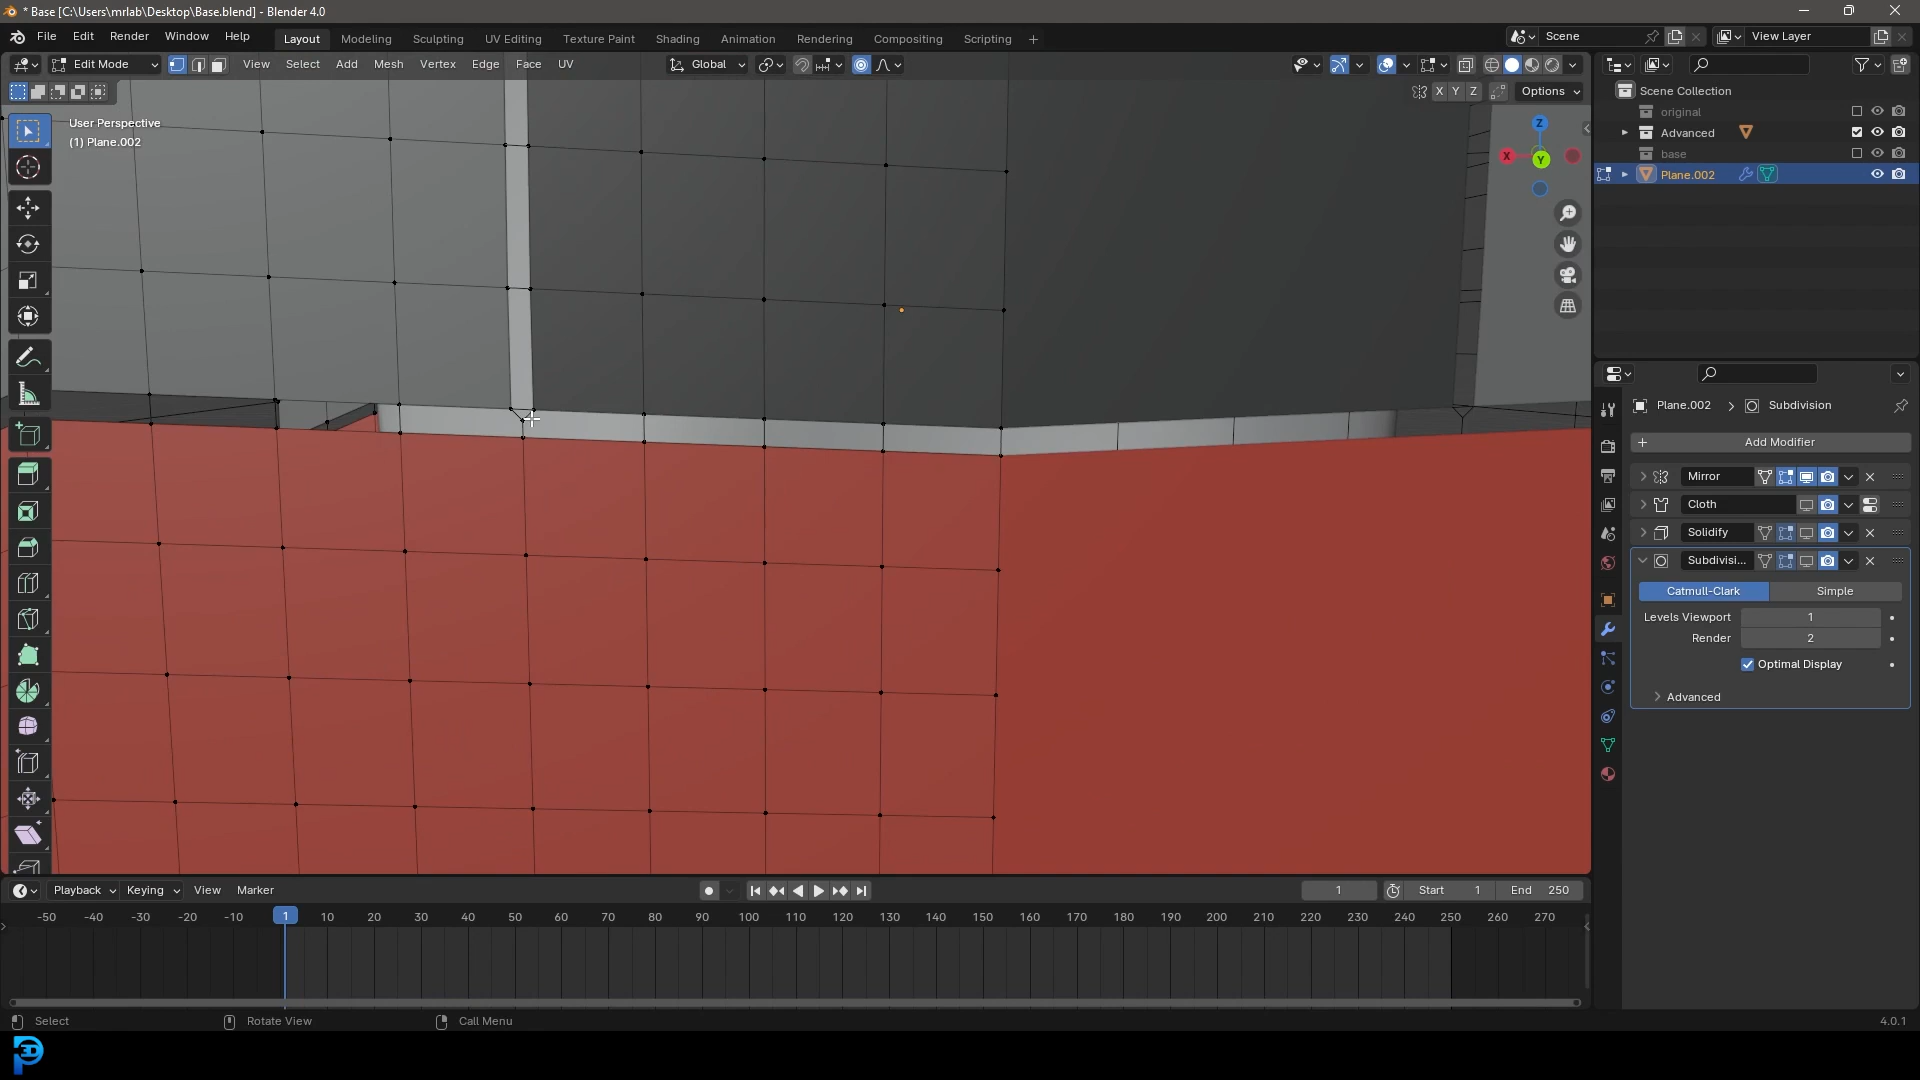 * Base [C:\Users\mrlab\Desktop\Base.blend] - Blender 4.0
File Edit Render Window Help Layout Modeling Sculpting UV Editing Texture Paint Shading Animation Rendering Compositing Scripting + Scene View Layer
Edit Mode View Select Add Mesh Vertex Edge Face UV Global
X Y Z Options
User Perspective
(1) Plane.002
Z
X
Y
Scene Collection
original
Advanced
base
Plane.002
Plane.002 > Subdivision
+ Add Modifier
Mirror
Cloth
Solidify
Subdivisi...
Catmull-Clark Simple
Levels Viewport 1
Render 2
Optimal Display
Advanced
Playback Keying View Marker 1 Start 1 End 250
-50 -40 -30 -20 -10 1 10 20 30 40 50 60 70 80 90 100 110 120 130 140 150 160 170 180 190 200 210 220 230 240 250 260 270
Select Rotate View Call Menu 4.0.1
3D